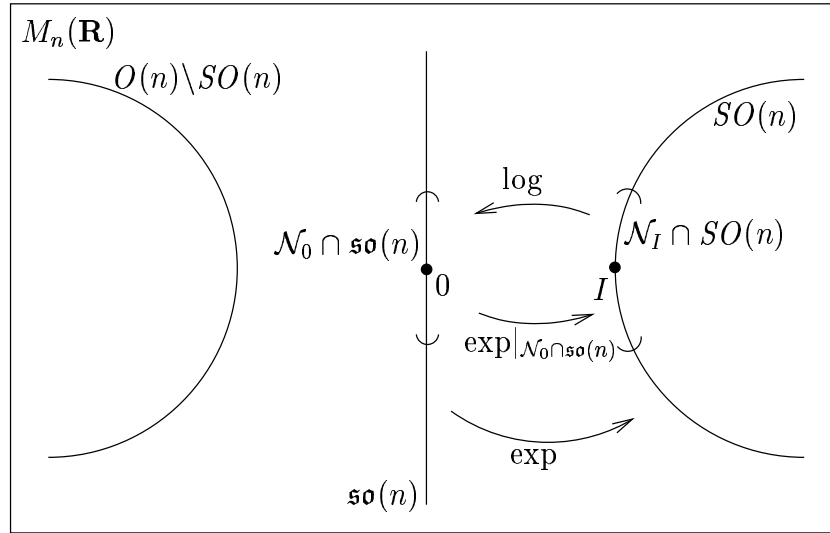 M_n(𝐑)
O(n)\SO(n)
SO(n)
log
𝒩_0 ∩ 𝔰𝔬(n)
𝒩_I ∩ SO(n)
0
I
exp|_{𝒩_0∩𝔰𝔬(n)}
exp
𝔰𝔬(n)